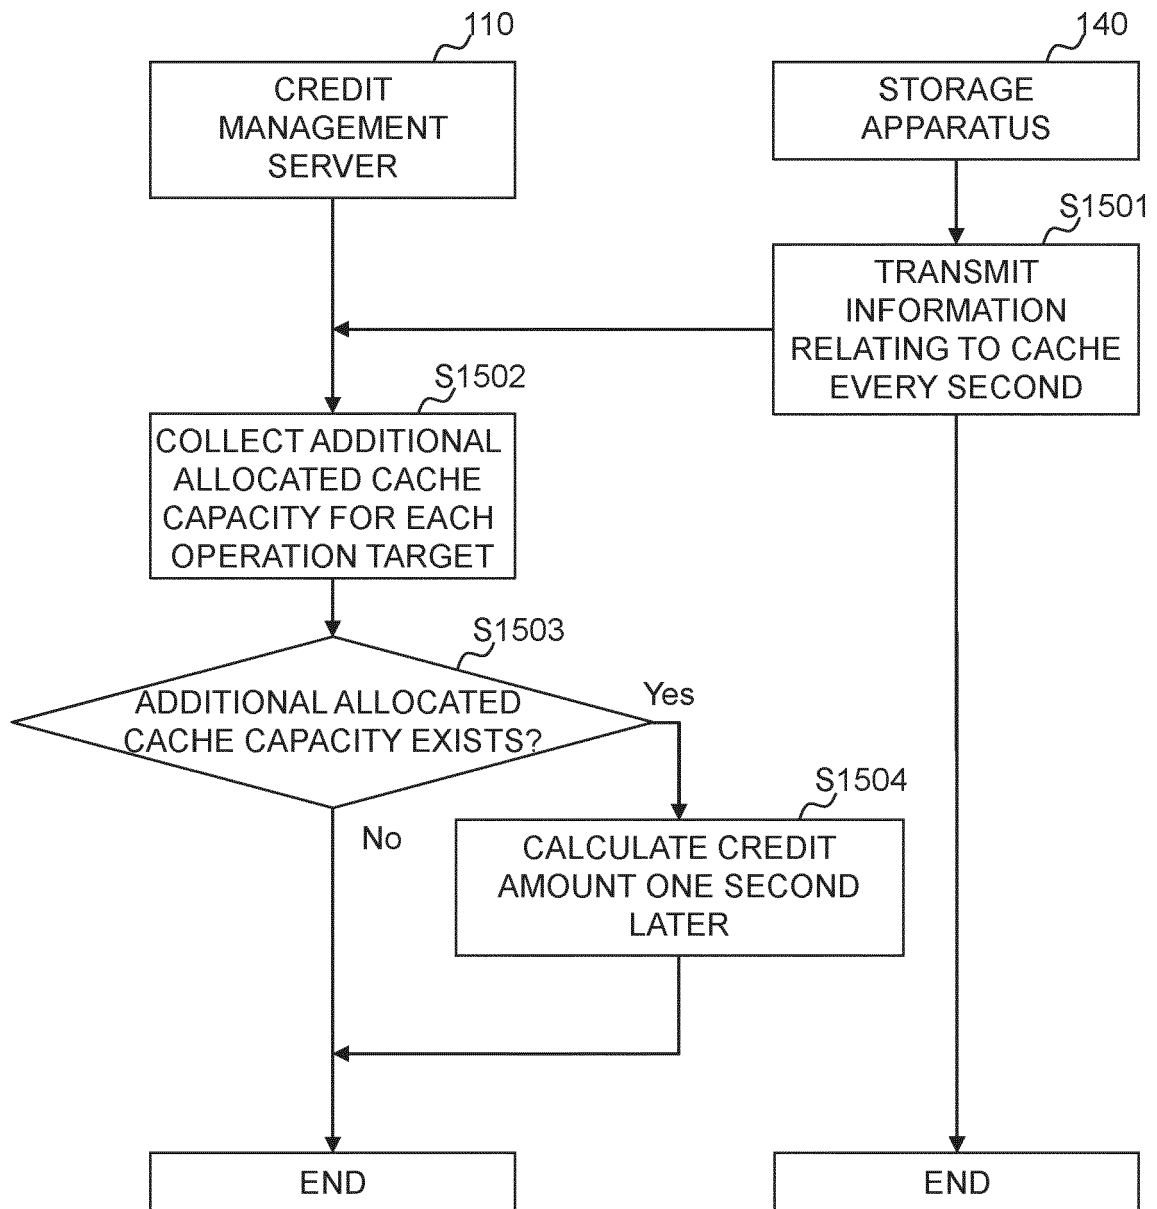 110
CREDIT
MANAGEMENT
SERVER
140
STORAGE
APPARATUS
S1501
TRANSMIT
INFORMATION
RELATING TO CACHE
EVERY SECOND
S1502
COLLECT ADDITIONAL
ALLOCATED CACHE
CAPACITY FOR EACH
OPERATION TARGET
S1503
ADDITIONAL ALLOCATED
CACHE CAPACITY EXISTS?
Yes
No
S1504
CALCULATE CREDIT
AMOUNT ONE SECOND
LATER
END
END